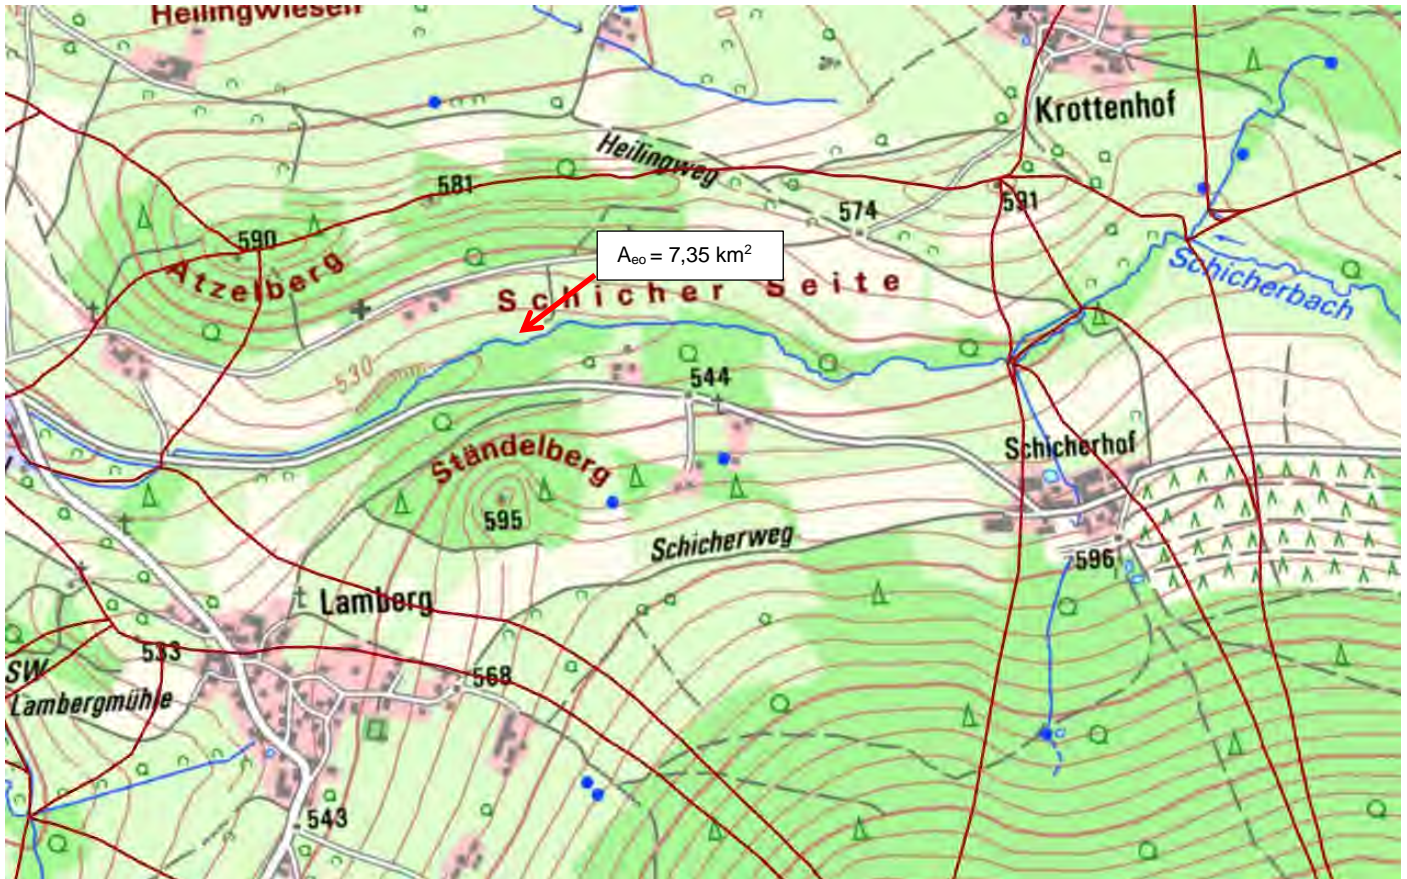 Heilingwiesen
Krottenhof
Heilingweg
581
591
574
590
Atzelberg
A_eo = 7,35 km²
Schicher Seite
Schicherbach
530
544
Schicherhof
Ständelberg
595
Schicherweg
596
Lamberg
533
568
SW
Lambergmühle
543